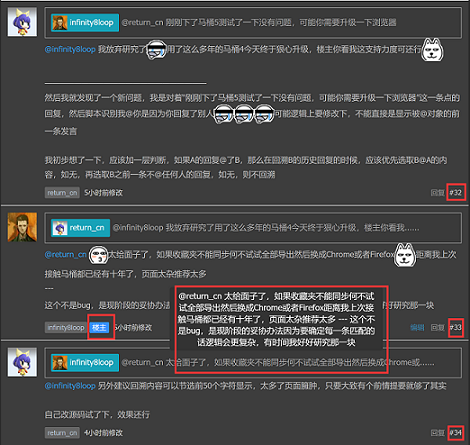 infinity8loop @return_cn 刚刚下了马桶5测试了一下没有问题，可能你需要升级一下浏览器
@infinity8loop 我放弃研究了 用了这么多年的马桶4今天终于狠心升级，楼主你看我这支持力度可还行
然后我就发现了一个新问题，我是对着“刚刚下了马桶5测试了一下没有问题，可能你需要升级一下浏览器”这一条点的
回复，然后脚本识别我@你是因为你回复了别人 可能逻辑上要修改下，不能直接是显示被@对象的前
一条发言
我初步想了一下，应该加一层判断，如果A的回复@了B，那么在回溯B的历史回复的时候，应该优先选取B@A的内
容，如无，再选取B之前一条不@任何人的回复，如无，则不回溯
return_cn 5小时前修改 回复 #32
return_cn @infinity8loop 我放弃研究了用了这么多年的马桶4今天终于狠心升级，楼主你看我……
@return_cn 太给面子了，如果收藏夹不能同步何不试试全部导出然后换成Chrome或者Firefox 距离我上次
接触马桶都已经有十年了，页面太杂推荐太多
---
这个不是bug，是现阶段的妥协办法 好好研究那一块
@return_cn 太给面子了，如果收藏夹不能同步何不试
试全部导出然后换成Chrome或者Firefox距离我上次
接触马桶都已经有十年了，页面太杂推荐太多 --- 这个不
是bug，是现阶段的妥协办法因为要确定每一条匹配的
话逻辑会更复杂，有时间我好好研究那一块
infinity8loop 楼主 5小时前修改 编辑 回复 #33
infinity8loop @return_cn 太给面子了，如果收藏夹不能同步何不试试全部导出然后换成Chrome或……
@infinity8loop 另外建议回溯内容可以节选前50个字符显示，太多了页面臃肿，只要大致有个前情提要就够了其实
自己改源码试了下，效果还行
return_cn 4小时前修改 回复 #34